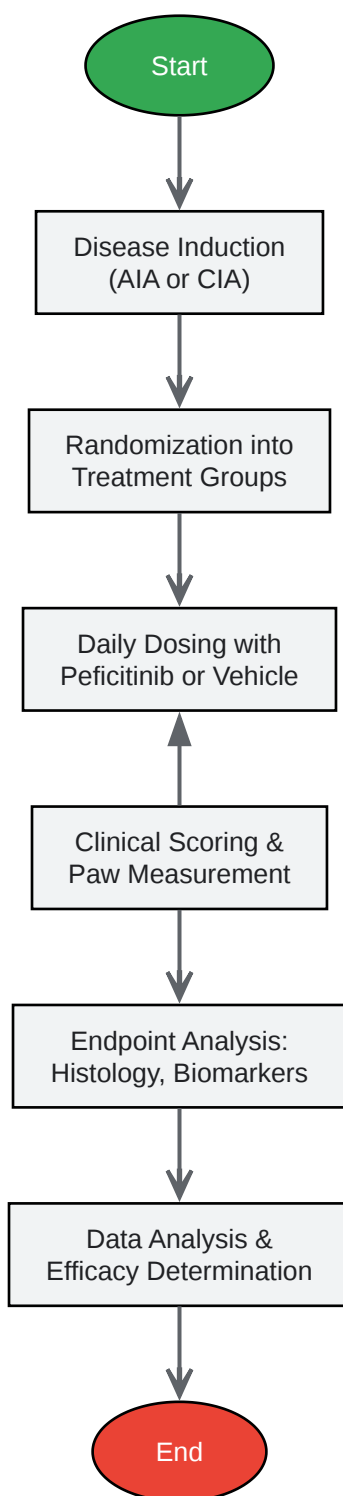 Start
Disease Induction
(AIA or CIA)
Randomization into
Treatment Groups
Daily Dosing with
Peficitinib or Vehicle
Clinical Scoring &
Paw Measurement
Endpoint Analysis:
Histology, Biomarkers
Data Analysis &
Efficacy Determination
End